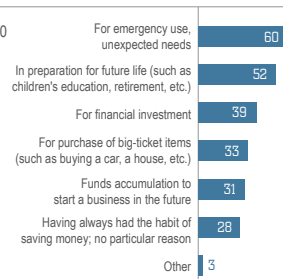 0
For emergency use,
unexpected needs
60
In preparation for future life (such as
children's education, retirement, etc.)
52
For financial investment
39
For purchase of big-ticket items
(such as buying a car, a house, etc.)
33
Funds accumulation to
start a business in the future
31
Having always had the habit of
saving money; no particular reason
28
Other
3